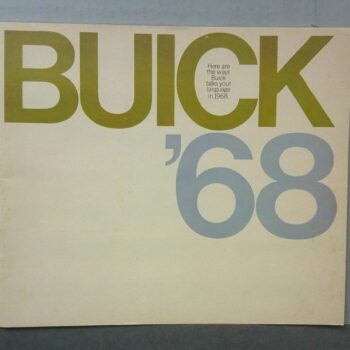 BUICK
Here are
the ways
Buick
talks your
language
in 1968.
'68